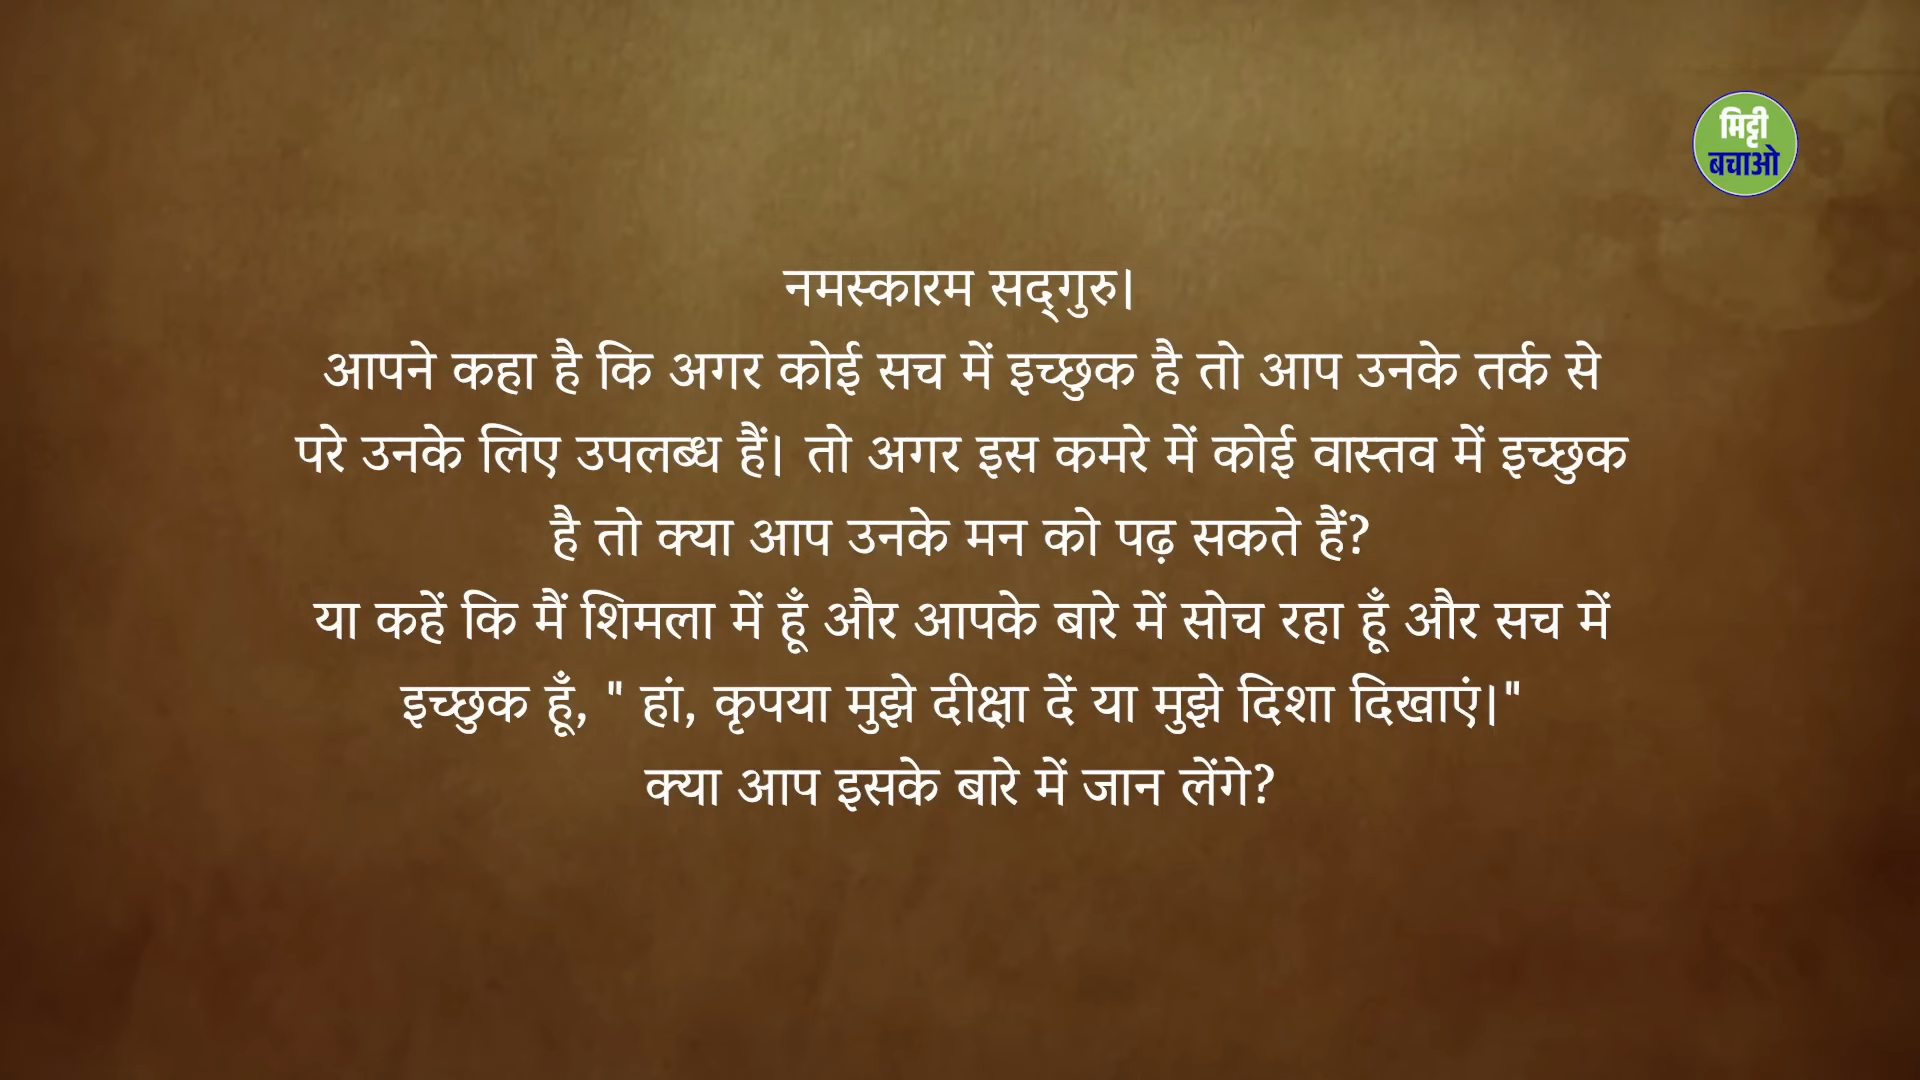 मिट्टी
बचाओ
नमस्कारम सद्‌गुरु।
आपने कहा है कि अगर कोई सच में इच्छुक है तो आप उनके तर्क से
परे उनके लिए उपलब्ध हैं। तो अगर इस कमरे में कोई वास्तव में इच्छुक
है तो क्या आप उनके मन को पढ़ सकते हैं?
या कहें कि मैं शिमला में हूँ और आपके बारे में सोच रहा हूँ और सच में
इच्छुक हूँ, " हां, कृपया मुझे दीक्षा दें या मुझे दिशा दिखाएं।"
क्या आप इसके बारे में जान लेंगे?